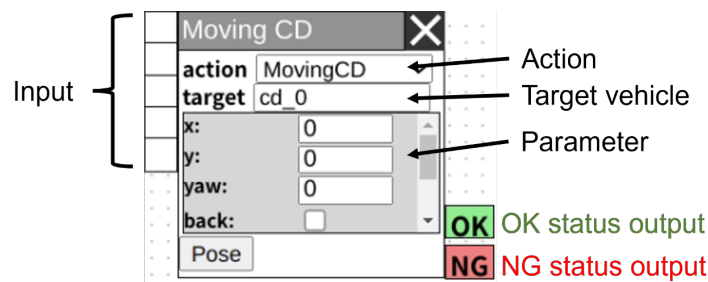 Moving CD
action MovingCD
target cd_0
x: 0
y: 0
yaw: 0
back:
Pose
Input
Action
Target vehicle
Parameter
OK OK status output
NG NG status output